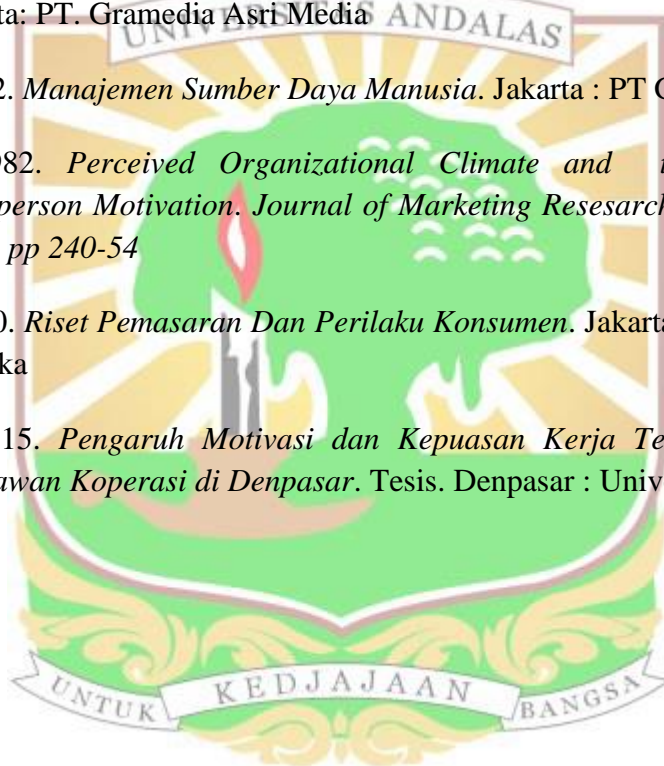 ta: PT. Gramedia Asri Media
UNIVERSITAS ANDALAS
2. Manajemen Sumber Daya Manusia. Jakarta : PT
982. Perceived Organizational Climate and
person Motivation. Journal of Marketing Resesarch
pp 240-54
0. Riset Pemasaran Dan Perilaku Konsumen. Jakarta
ka
15. Pengaruh Motivasi dan Kepuasan Kerja Te
awan Koperasi di Denpasar. Tesis. Denpasar : Univ
UNTUK KEDJAJAAN BANGSA